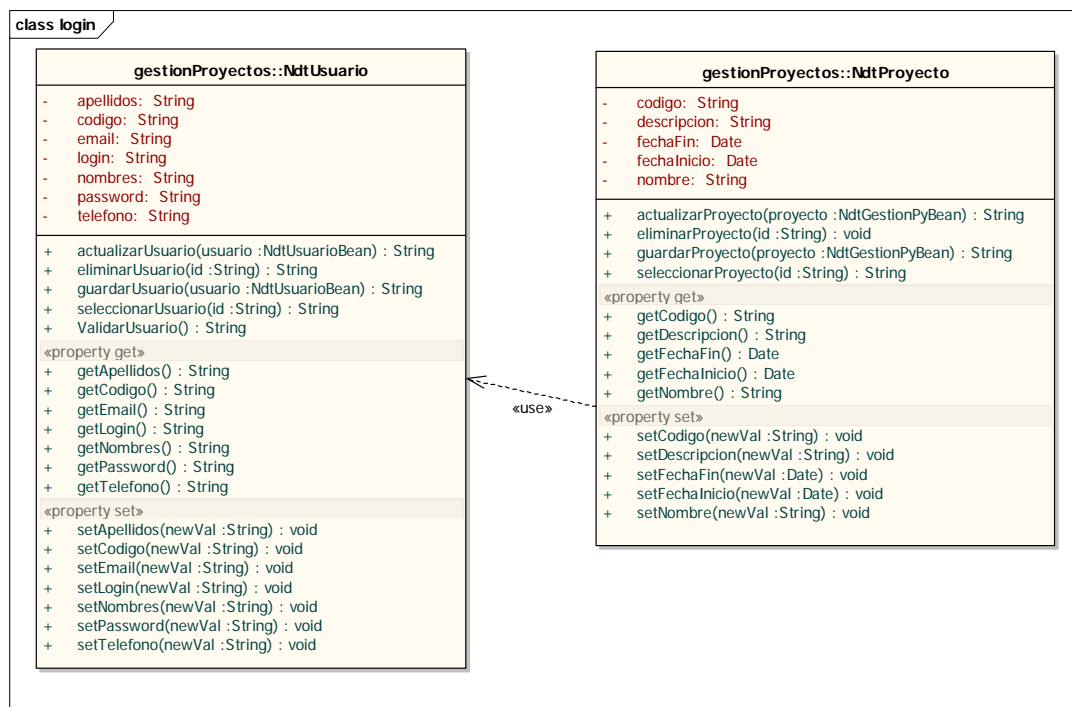 class login
gestionProyectos::NdtUsuario
- apellidos: String
- codigo: String
- email: String
- login: String
- nombres: String
- password: String
- telefono: String
+ actualizarUsuario(usuario :NdtUsuarioBean) : String
+ eliminarUsuario(id :String) : String
+ guardarUsuario(usuario :NdtUsuarioBean) : String
+ seleccionarUsuario(id :String) : String
+ ValidarUsuario() : String
«property get»
+ getApellidos() : String
+ getCodigo() : String
+ getEmail() : String
+ getLogin() : String
+ getNombres() : String
+ getPassword() : String
+ getTelefono() : String
«property set»
+ setApellidos(newVal :String) : void
+ setCodigo(newVal :String) : void
+ setEmail(newVal :String) : void
+ setLogin(newVal :String) : void
+ setNombres(newVal :String) : void
+ setPassword(newVal :String) : void
+ setTelefono(newVal :String) : void
«use»
gestionProyectos::NdtProyecto
- codigo: String
- descripcion: String
- fechaFin: Date
- fechaInicio: Date
- nombre: String
+ actualizarProyecto(proyecto :NdtGestionPyBean) : String
+ eliminarProyecto(id :String) : void
+ guardarProyecto(proyecto :NdtGestionPyBean) : String
+ seleccionarProyecto(id :String) : String
«property get»
+ getCodigo() : String
+ getDescripcion() : String
+ getFechaFin() : Date
+ getFechaInicio() : Date
+ getNombre() : String
«property set»
+ setCodigo(newVal :String) : void
+ setDescripcion(newVal :String) : void
+ setFechaFin(newVal :Date) : void
+ setFechaInicio(newVal :Date) : void
+ setNombre(newVal :String) : void